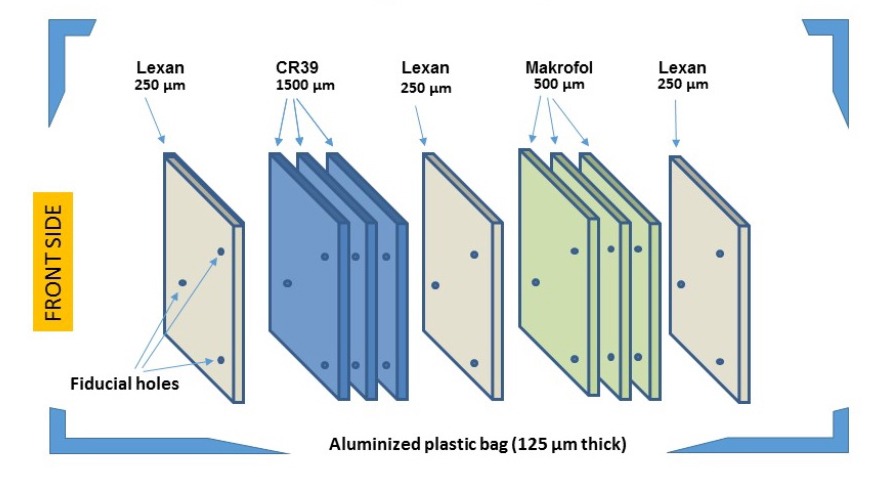 Lexan
250 µm
CR39
1500 µm
Lexan
250 µm
Makrofol
500 µm
Lexan
250 µm
FRONT SIDE
Fiducial holes
Aluminized plastic bag (125 µm thick)